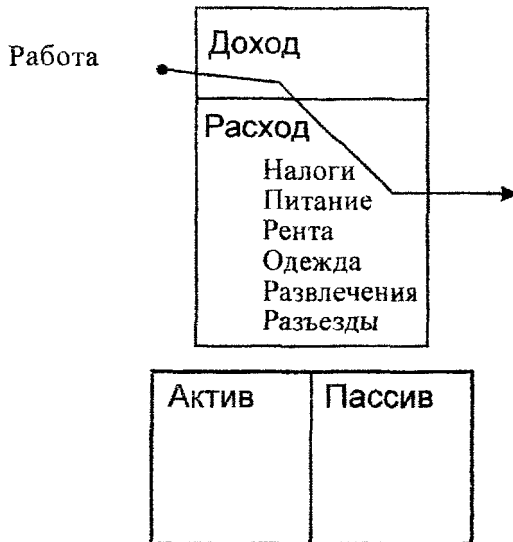 Работа
Доход
Расход
Налоги
Питание
Рента
Одежда
Развлечения
Разъезды
Актив
Пассив